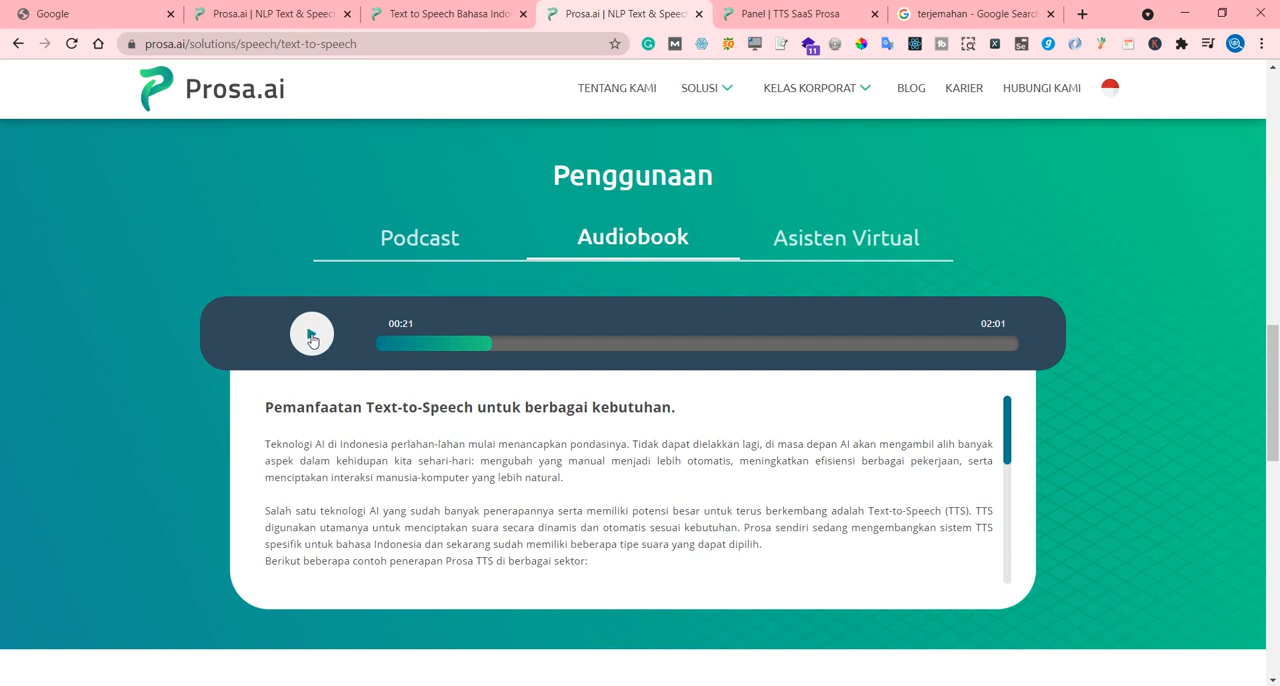 Google
Prosa.ai | NLP Text & Speech
Text to Speech Bahasa Indo
Prosa.ai | NLP Text & Speec
Panel | TTS SaaS Prosa
terjemahan - Google Search
prosa.ai/solutions/speech/text-to-speech
11
Prosa.ai
TENTANG KAMI
SOLUSI
KELAS KORPORAT
BLOG
KARIER
HUBUNGI KAMI
Penggunaan
Podcast
Audiobook
Asisten Virtual
00:21
02:01
Pemanfaatan Text-to-Speech untuk berbagai kebutuhan.
Teknologi AI di Indonesia perlahan-lahan mulai menancapkan pondasinya. Tidak dapat dielakkan lagi, di masa depan AI akan mengambil alih banyak
aspek dalam kehidupan kita sehari-hari: mengubah yang manual menjadi lebih otomatis, meningkatkan efisiensi berbagai pekerjaan, serta
menciptakan interaksi manusia-komputer yang lebih natural.
Salah satu teknologi AI yang sudah banyak penerapannya serta memiliki potensi besar untuk terus berkembang adalah Text-to-Speech (TTS). TTS
digunakan utamanya untuk menciptakan suara secara dinamis dan otomatis sesuai kebutuhan. Prosa sendiri sedang mengembangkan sistem TTS
spesifik untuk bahasa Indonesia dan sekarang sudah memiliki beberapa tipe suara yang dapat dipilih.
Berikut beberapa contoh penerapan Prosa TTS di berbagai sektor: